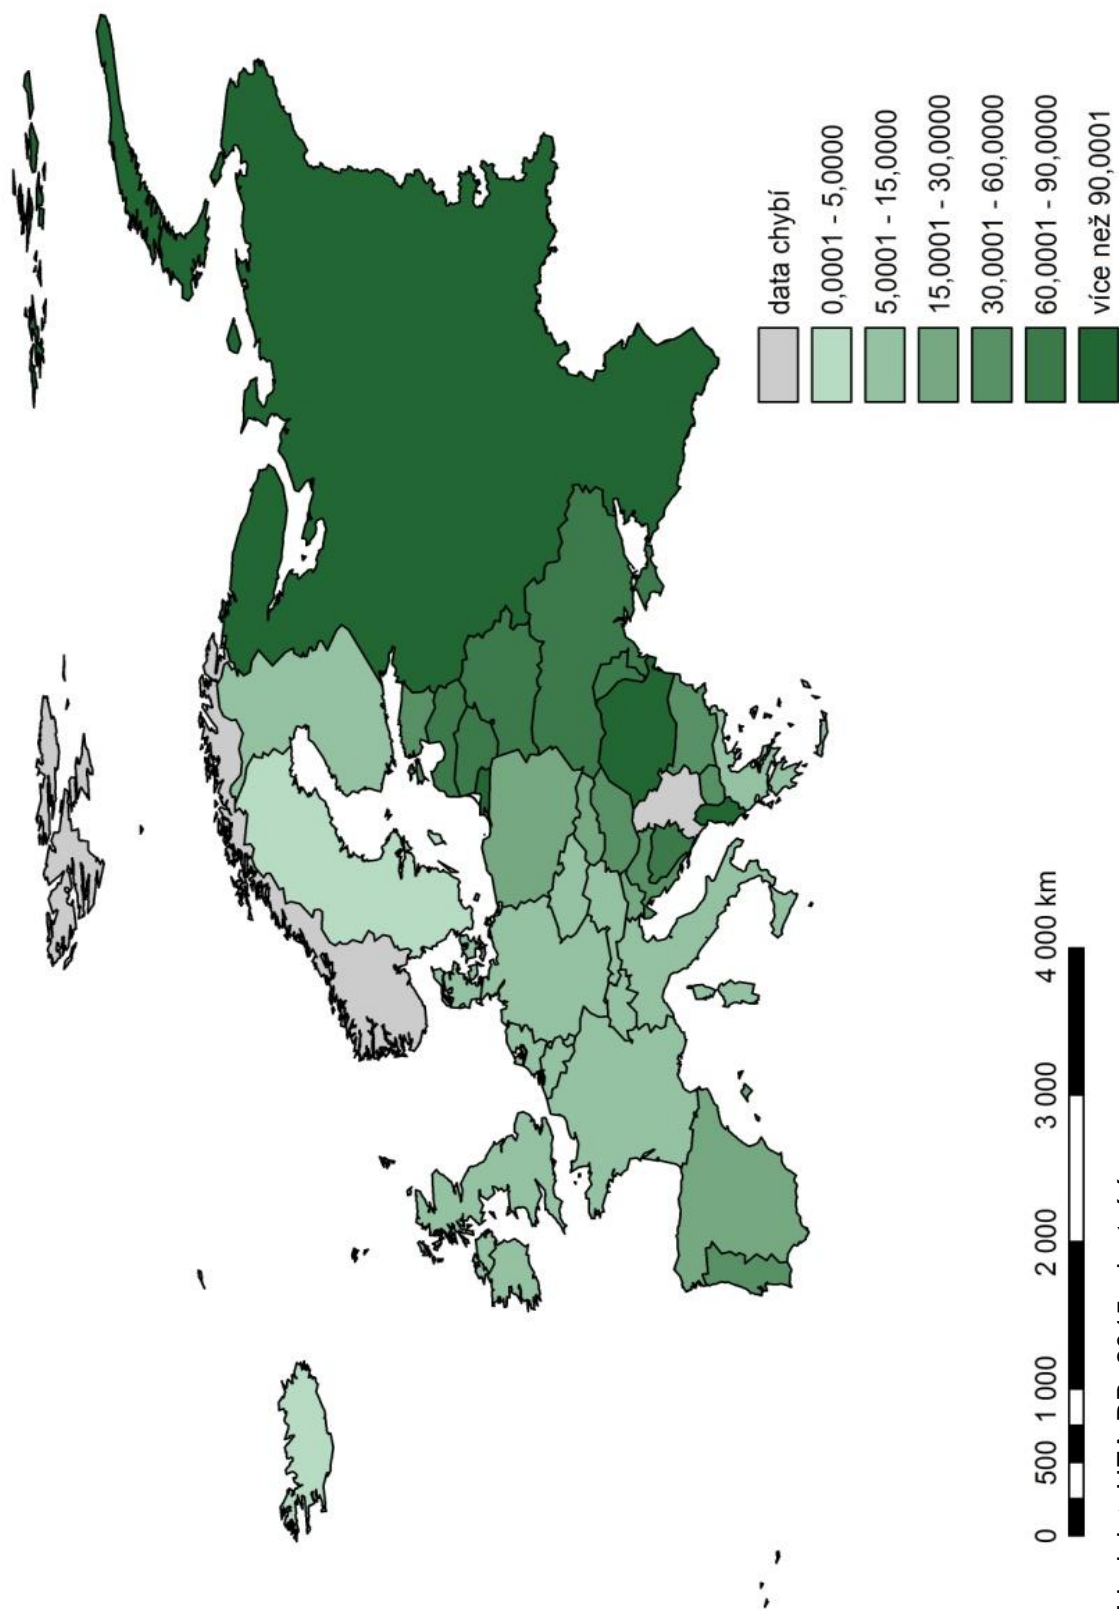 data chybí
0,0001 - 5,0000
5,0001 - 15,0000
15,0001 - 30,0000
30,0001 - 60,0000
60,0001 - 90,0000
více než 90,0001
0 500 1 000 2 000 3 000 4 000 km